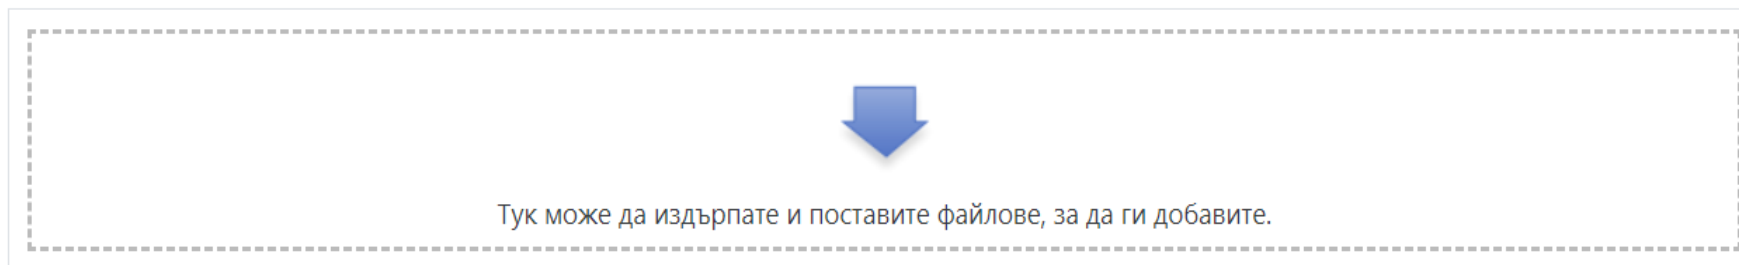 Тук може да издърпате и поставите файлове, за да ги добавите.